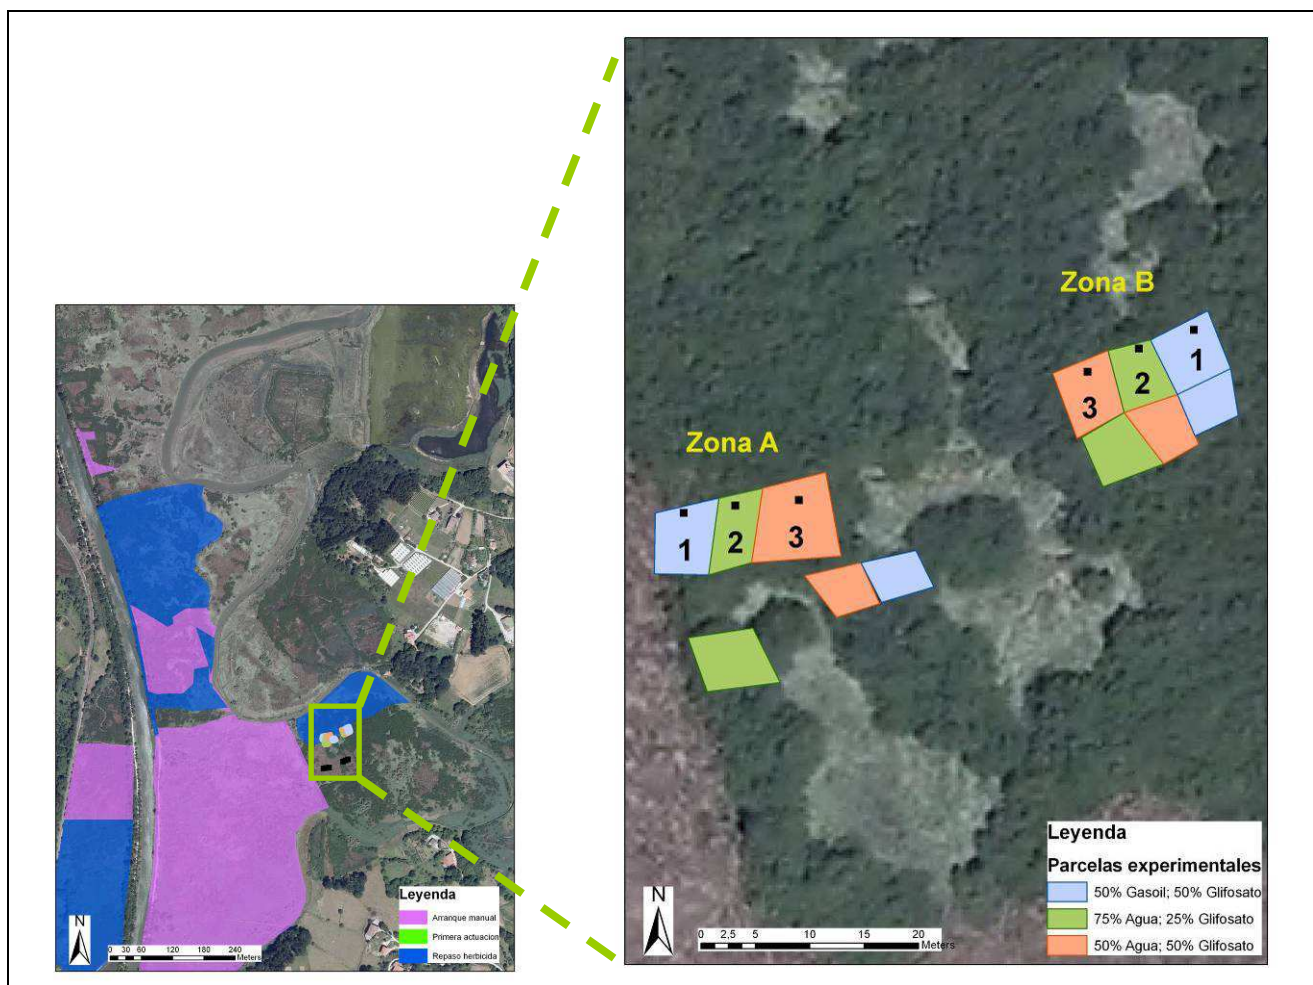 Zona B
1
2
3
Zona A
1
2
3
Leyenda
Parcelas experimentales
50% Gasoil; 50% Glifosato
75% Agua; 25% Glifosato
50% Agua; 50% Glifosato
N
0 2,5 5 10 15 20
Meters
Leyenda
Arranque manual
Primera actuacion
Repaso herbicida
N
0 30 60 120 180 240
Meters